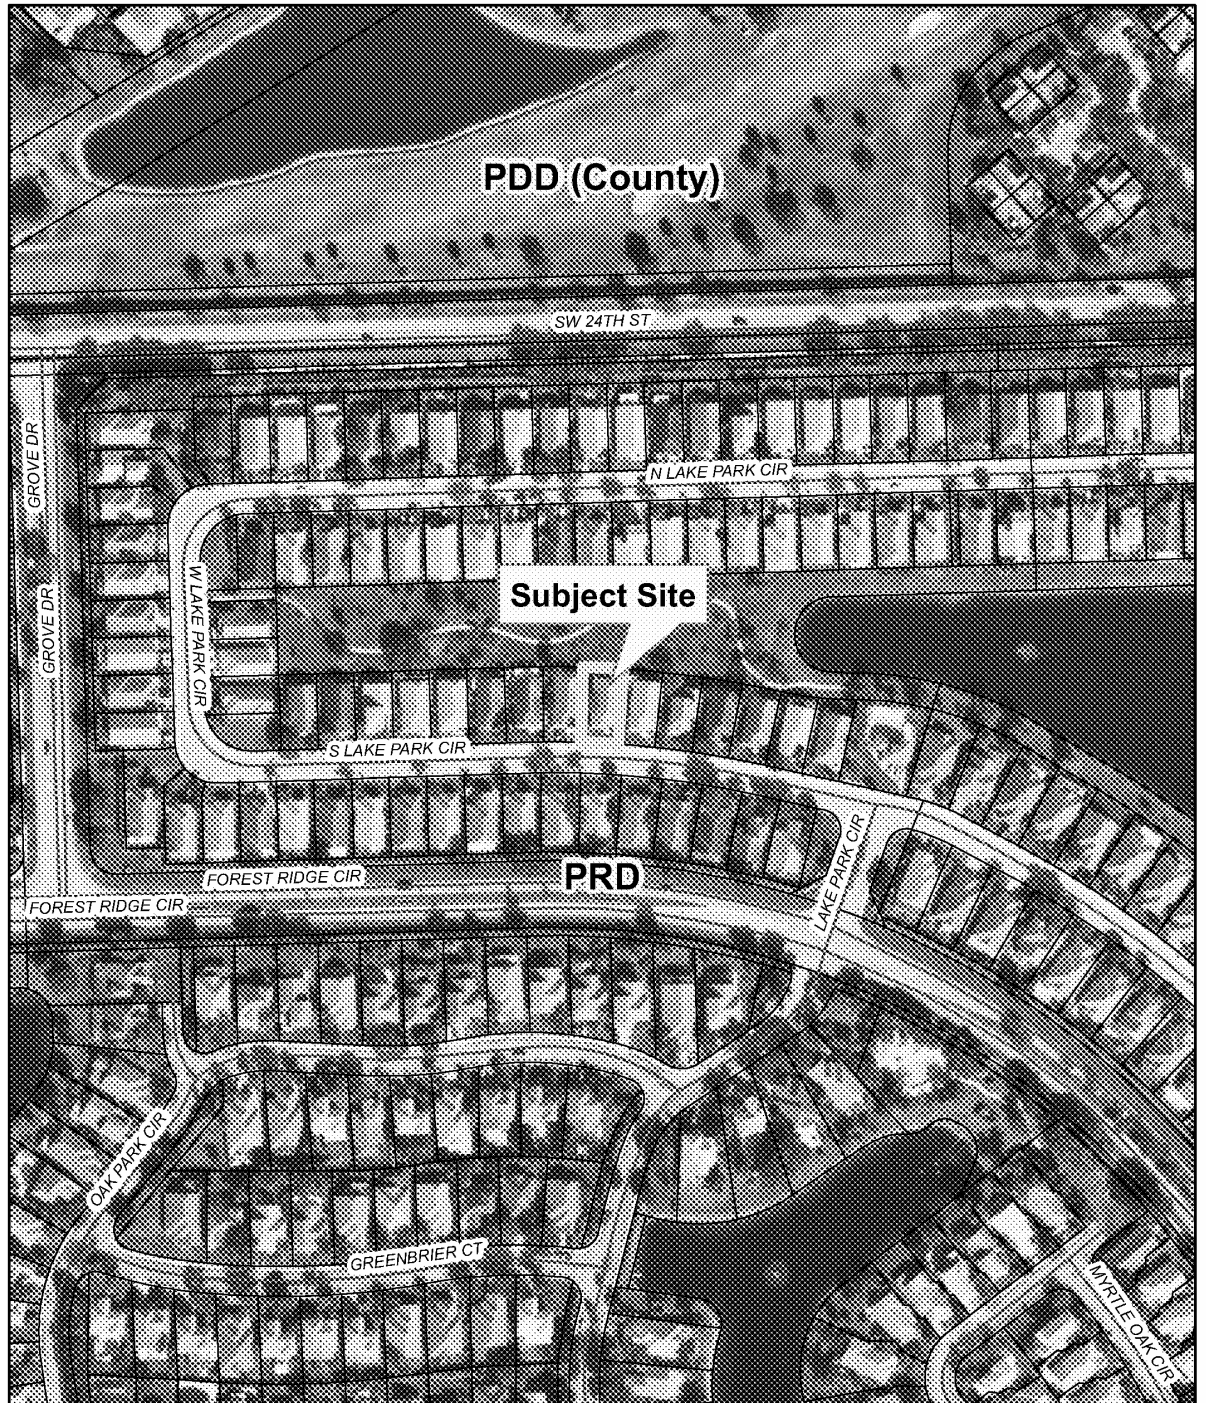 PDD (County)
SW 24TH ST
GROVE DR
N LAKE PARK CIR
W LAKE PARK CIR
Subject Site
GROVE DR
S LAKE PARK CIR
LAKE PARK CIR
FOREST RIDGE CIR
PRD
FOREST RIDGE CIR
OAK PARK CIR
GREENBRIER CT
MYRTLE OAK CIR